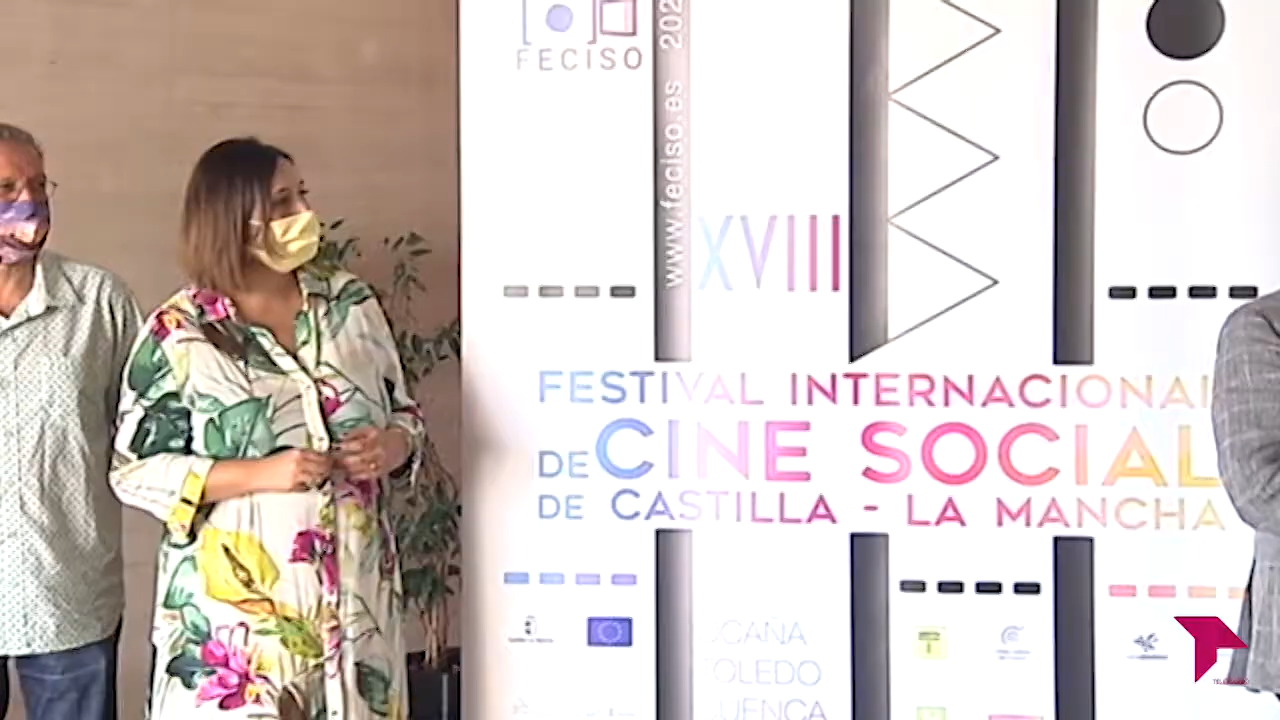 FECISO
www.feciso.es 202
XVIII
FESTIVAL INTERNACIONAL
DE CINE SOCIAL
DE CASTILLA - LA MANCHA
OCAÑA
TOLEDO
CUENCA